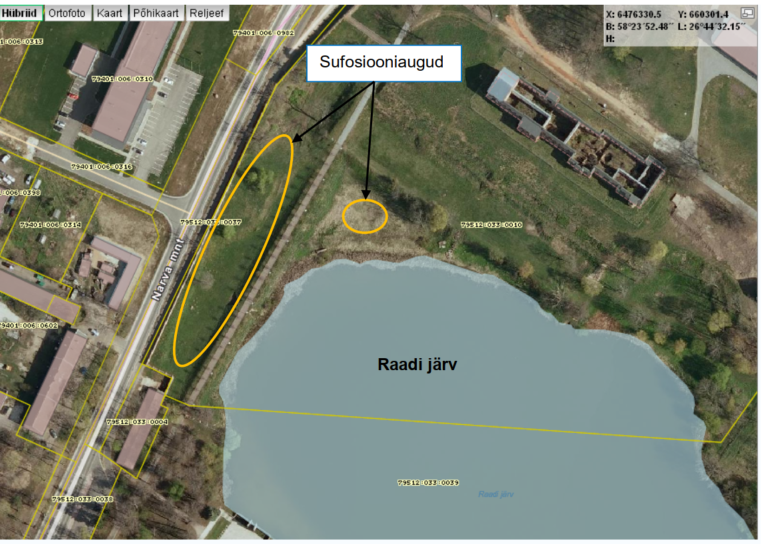 Hübriid Ortofoto Kaart Põhikaart Reljeef
X: 6476330.5 Y: 660301.4
B: 58°23'52.48" L: 26°44'32.15"
H:
79401:006:0982
79401:006:0310
Sufosiooniaugud
79401:006:0316
79401:006:0314
79512:033:0010
Narva mnt
Raadi järv
79512:033:0004
79512:033:0039
Raadi järv
79512:033:0038